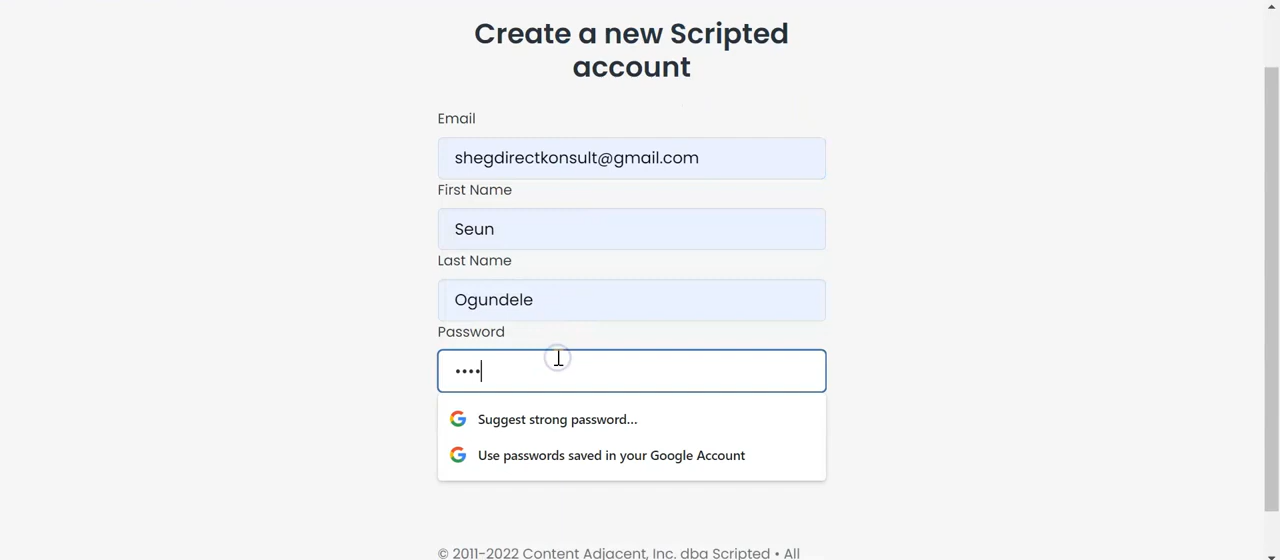 Create a new Scripted
account
Email
shegdirectkonsult@gmail.com
First Name
Seun
Last Name
Ogundele
Password
••••
Suggest strong password...
Use passwords saved in your Google Account
© 2011-2022 Content Adjacent, Inc. dba Scripted • All